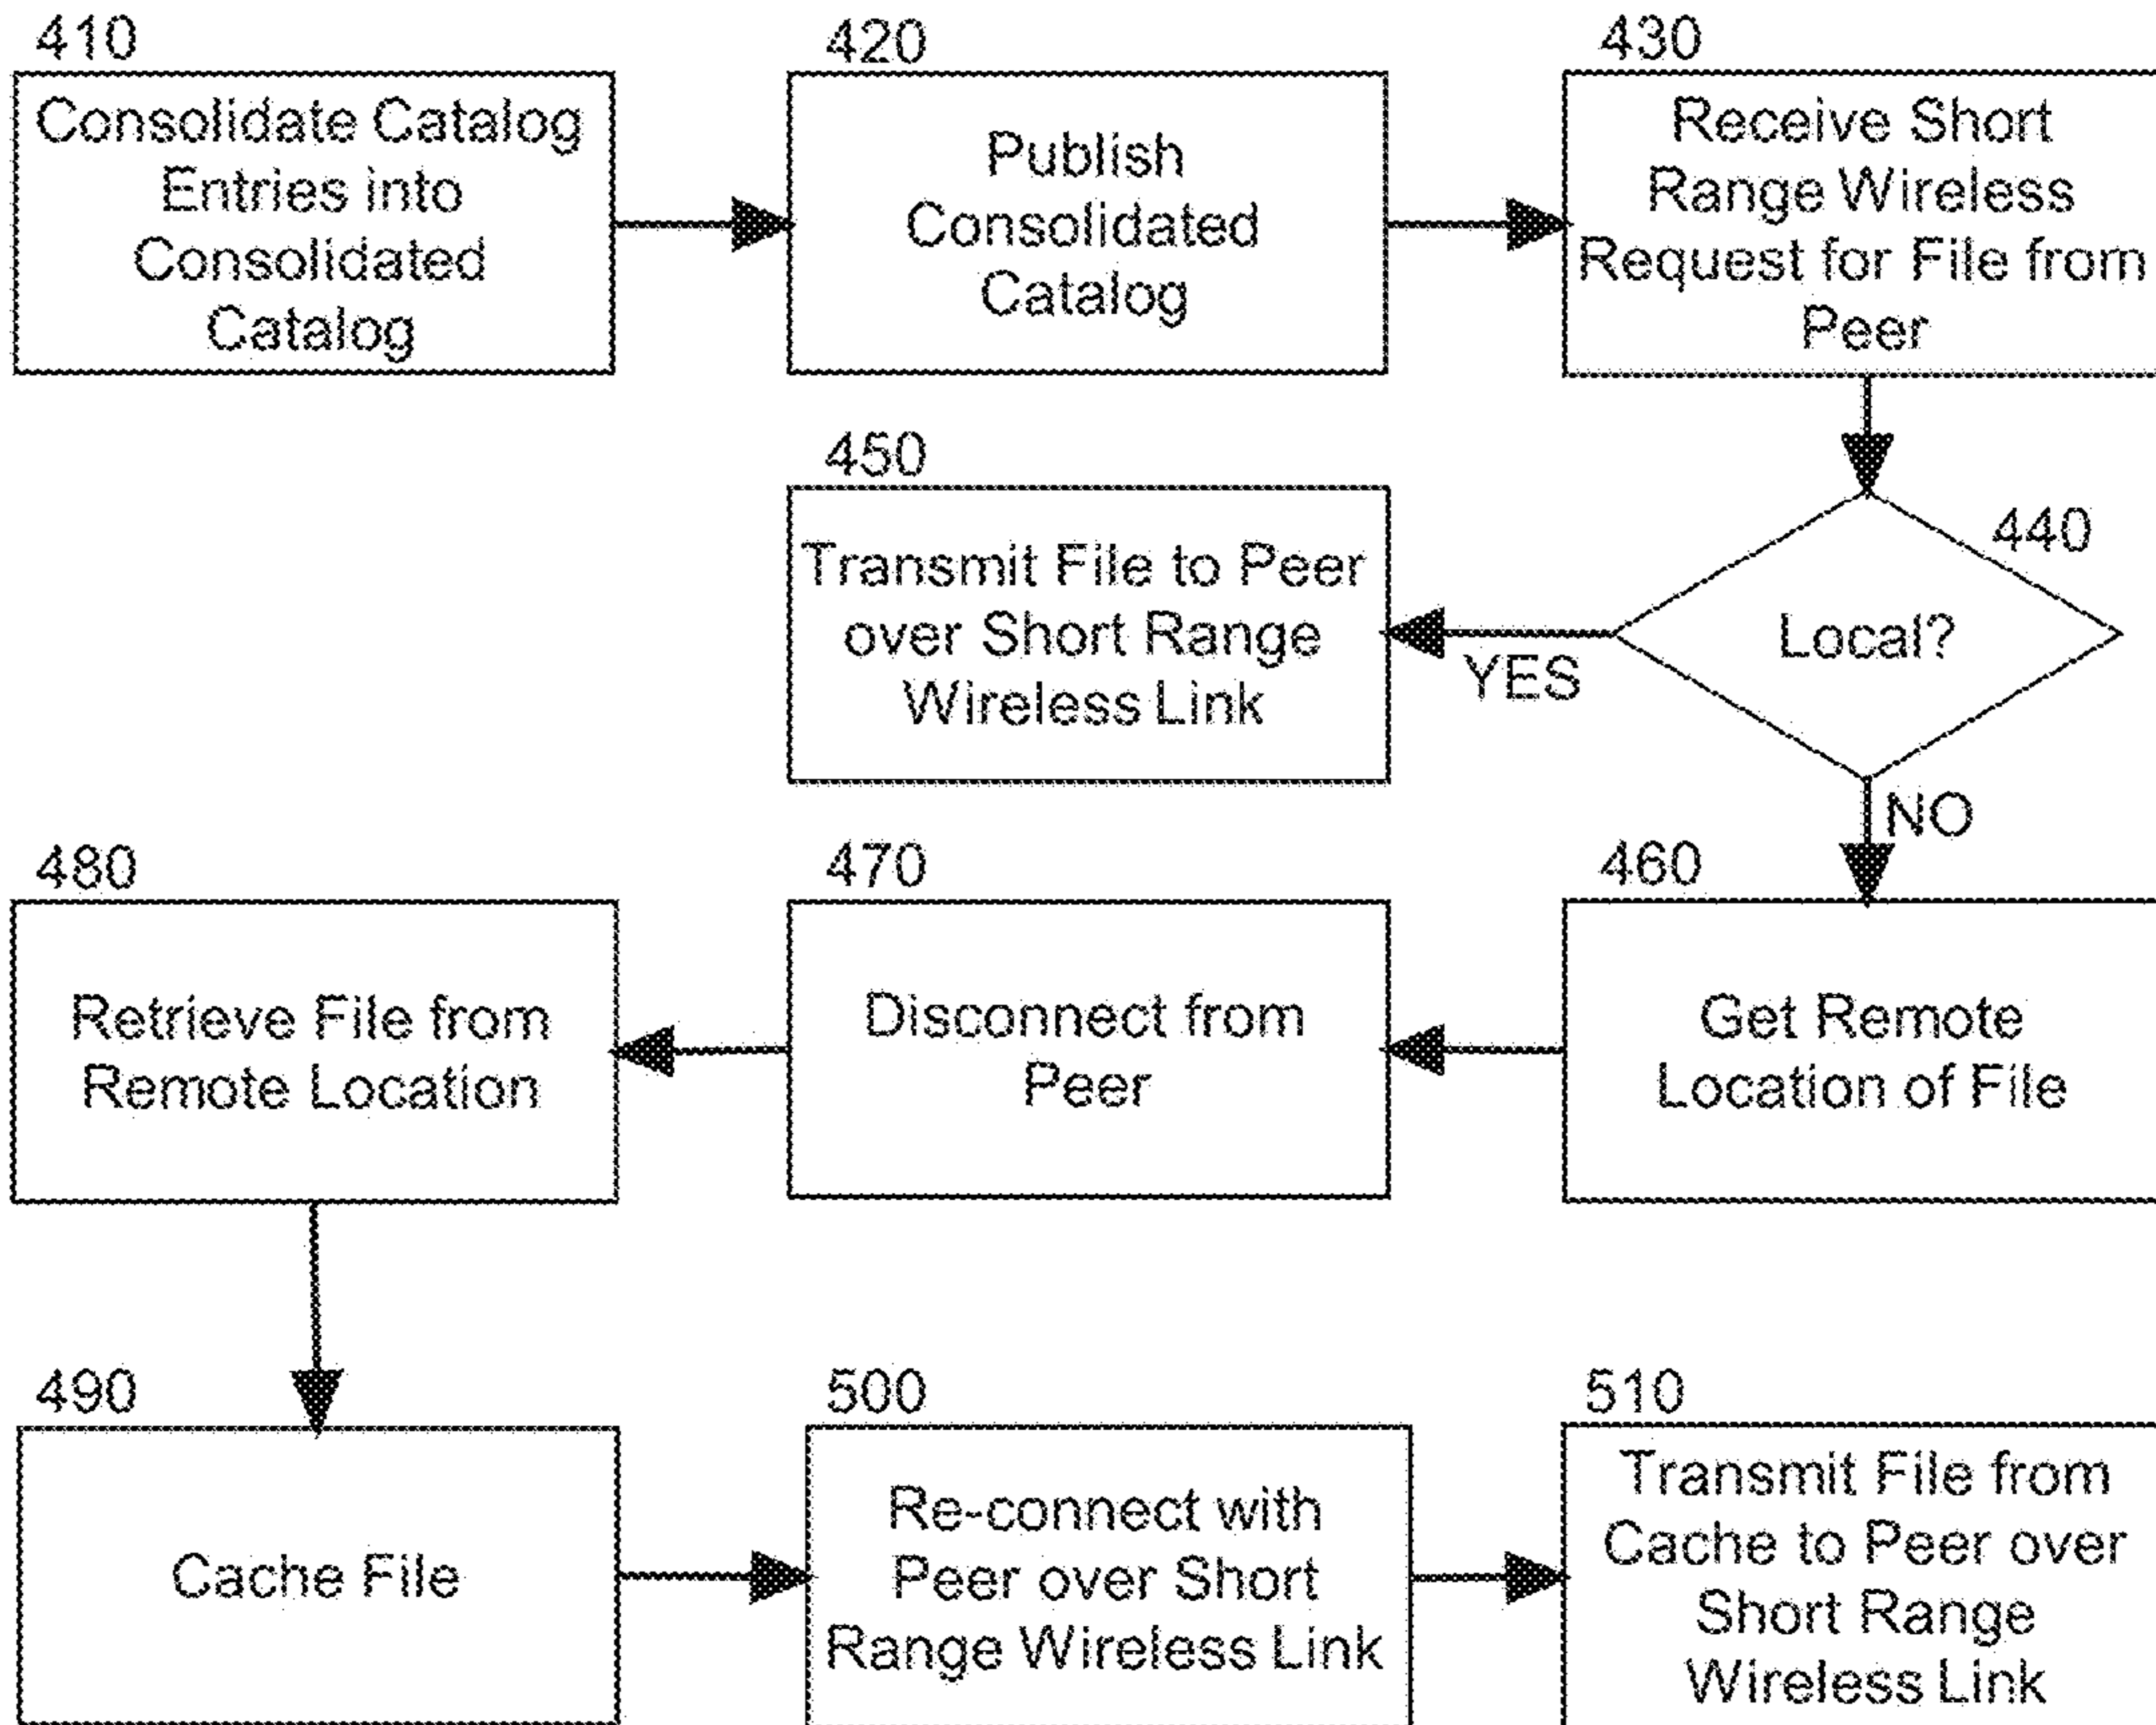 410
Consolidate Catalog
Entries into
Consolidated
Catalog
420
Publish
Consolidated
Catalog
430
Receive Short
Range Wireless
Request for File from
Peer
440
Local?
YES
NO
450
Transmit File to Peer
over Short Range
Wireless Link
460
Get Remote
Location of File
470
Disconnect from
Peer
480
Retrieve File from
Remote Location
490
Cache File
500
Re-connect with
Peer over Short
Range Wireless Link
510
Transmit File from
Cache to Peer over
Short Range
Wireless Link